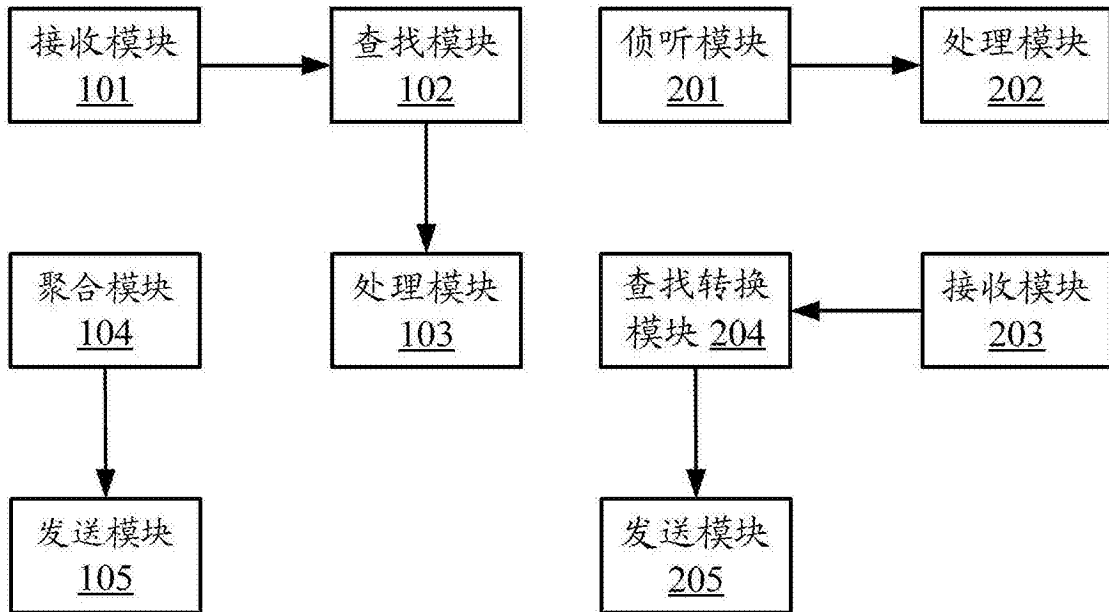 接收模块
101
查找模块
102
侦听模块
201
处理模块
202
聚合模块
104
处理模块
103
查找转换
模块 204
接收模块
203
发送模块
105
发送模块
205